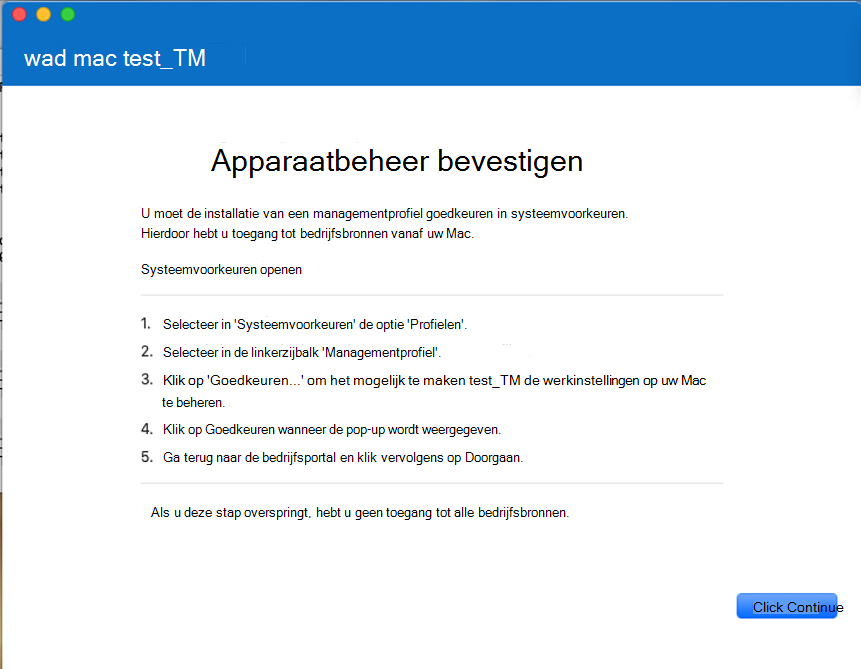 wad mac test_TM
Apparaatbeheer bevestigen
U moet de installatie van een managementprofiel goedkeuren in systeemvoorkeuren.
Hierdoor hebt u toegang tot bedrijfsbronnen vanaf uw Mac.
Systeemvoorkeuren openen
1. Selecteer in 'Systeemvoorkeuren' de optie 'Profielen'.
2. Selecteer in de linkerzijbalk 'Managementprofiel'.
3. Klik op 'Goedkeuren...' om het mogelijk te maken test_TM de werkinstellingen op uw Mac
te beheren.
4. Klik op Goedkeuren wanneer de pop-up wordt weergegeven.
5. Ga terug naar de bedrijfsportal en klik vervolgens op Doorgaan.
Als u deze stap overspringt, hebt u geen toegang tot alle bedrijfsbronnen.
Click Continue